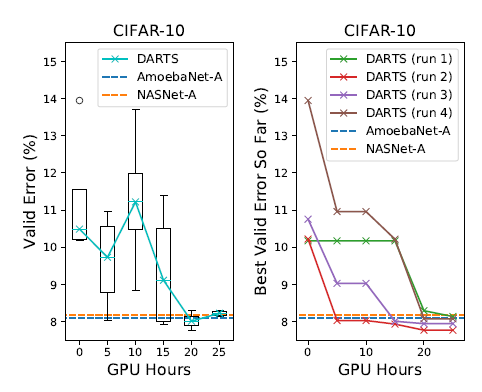 CIFAR-10
Valid Error (%)
15
14
13
12
11
10
9
8
DARTS
AmoebaNet-A
NASNet-A
0 5 10 15 20 25
GPU Hours
CIFAR-10
Best Valid Error So Far (%)
15
14
13
12
11
10
9
8
DARTS (run 1)
DARTS (run 2)
DARTS (run 3)
DARTS (run 4)
AmoebaNet-A
NASNet-A
0 10 20
GPU Hours